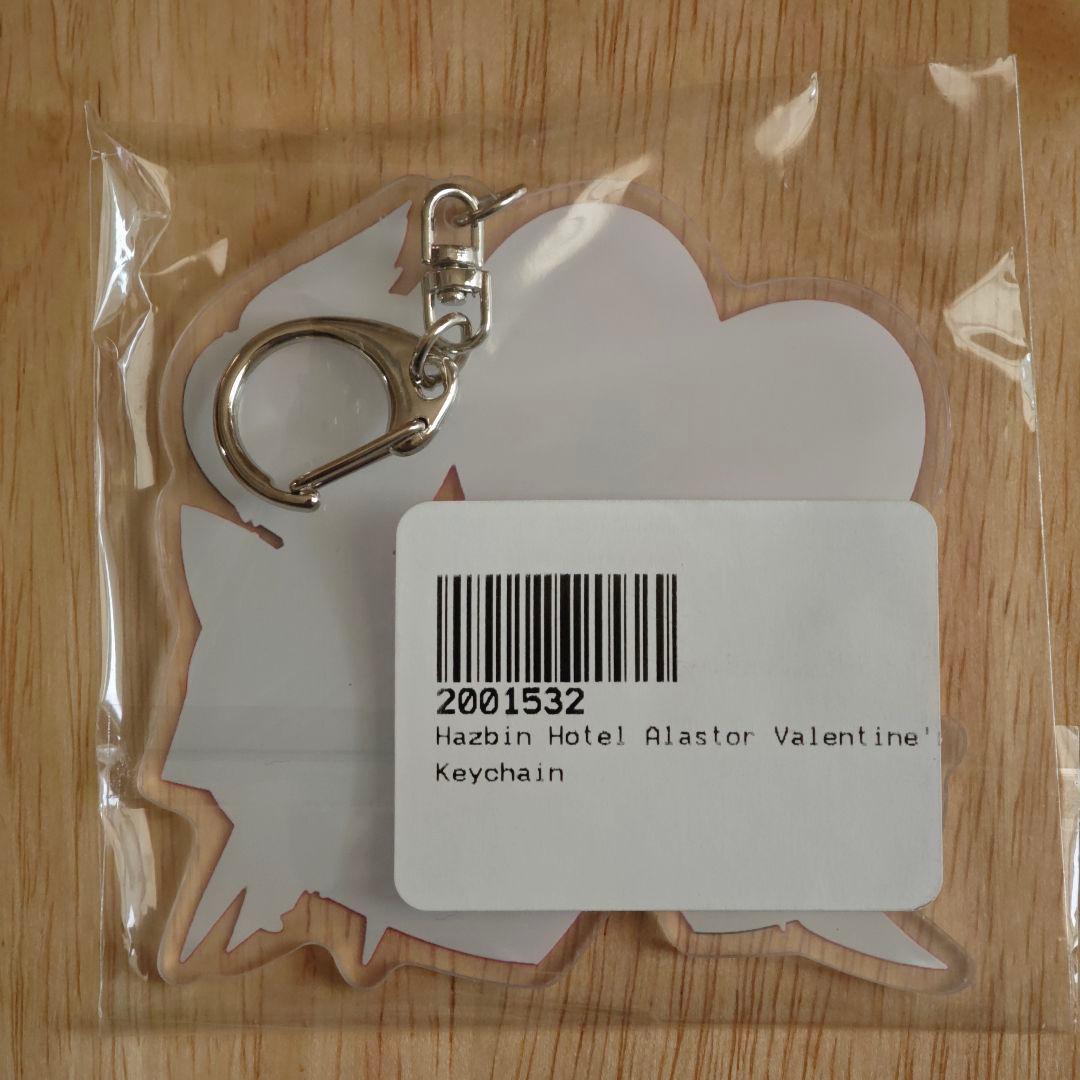 2001532
Hazbin Hotel Alastor Valentine'
Keychain